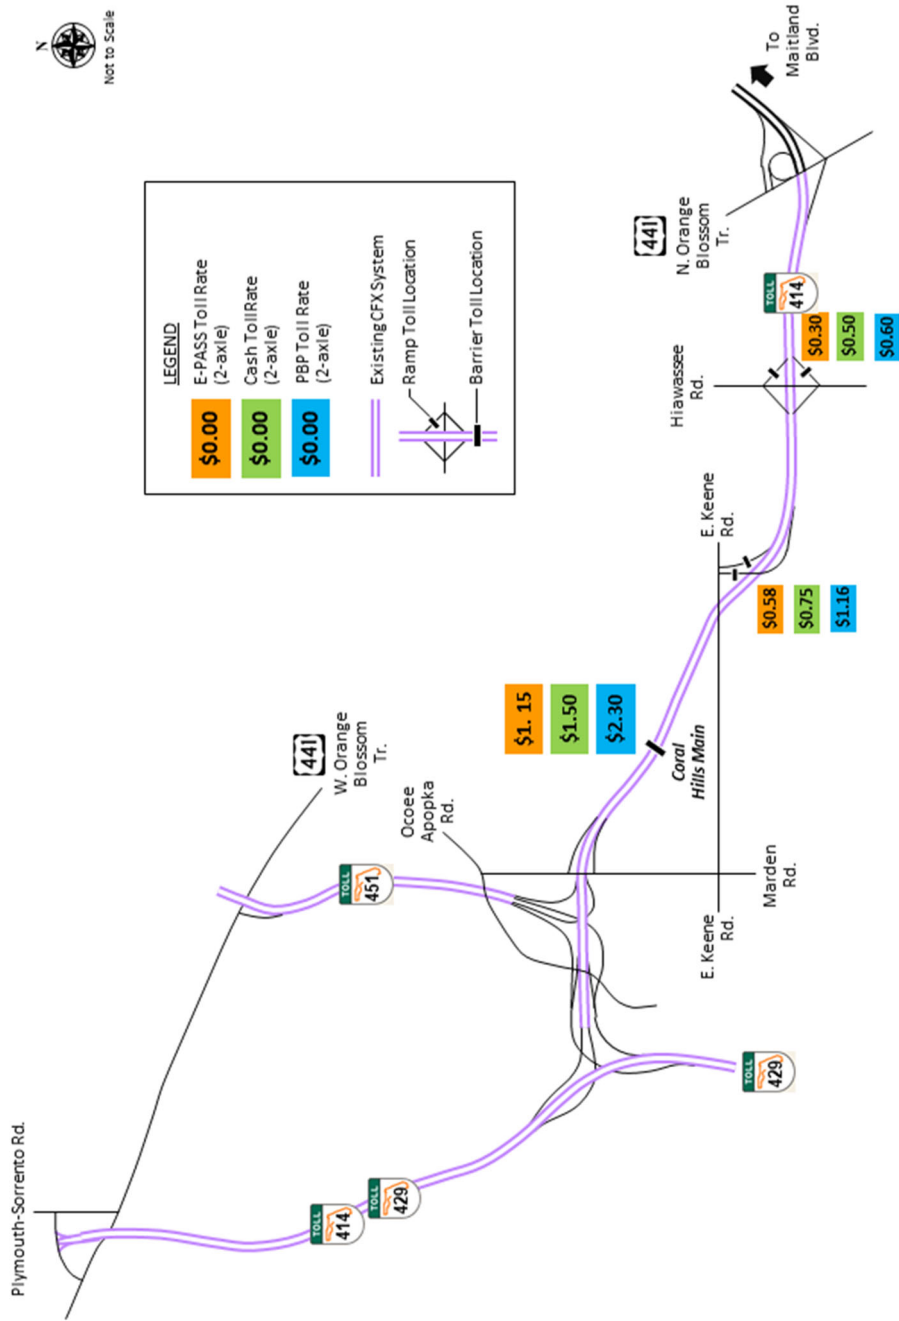 N
Not to Scale
LEGEND
$0.00
E-PASS Toll Rate
(2-axle)
$0.00
Cash Toll Rate
(2-axle)
$0.00
PBP Toll Rate
(2-axle)
Existing CFX System
Ramp Toll Location
Barrier Toll Location
Plymouth-Sorrento Rd.
TOLL
414
TOLL
429
441
W. Orange
Blossom
Tr.
TOLL
451
Ocoee
Apopka
Rd.
TOLL
429
E. Keene
Rd.
Marden
Rd.
$1. 15
$1.50
$2.30
Coral
Hills Main
E. Keene
Rd.
$0.58
$0.75
$1.16
Hiawassee
Rd.
$0.30
$0.50
$0.60
TOLL
414
441
N. Orange
Blossom
Tr.
To
Maitland
Blvd.